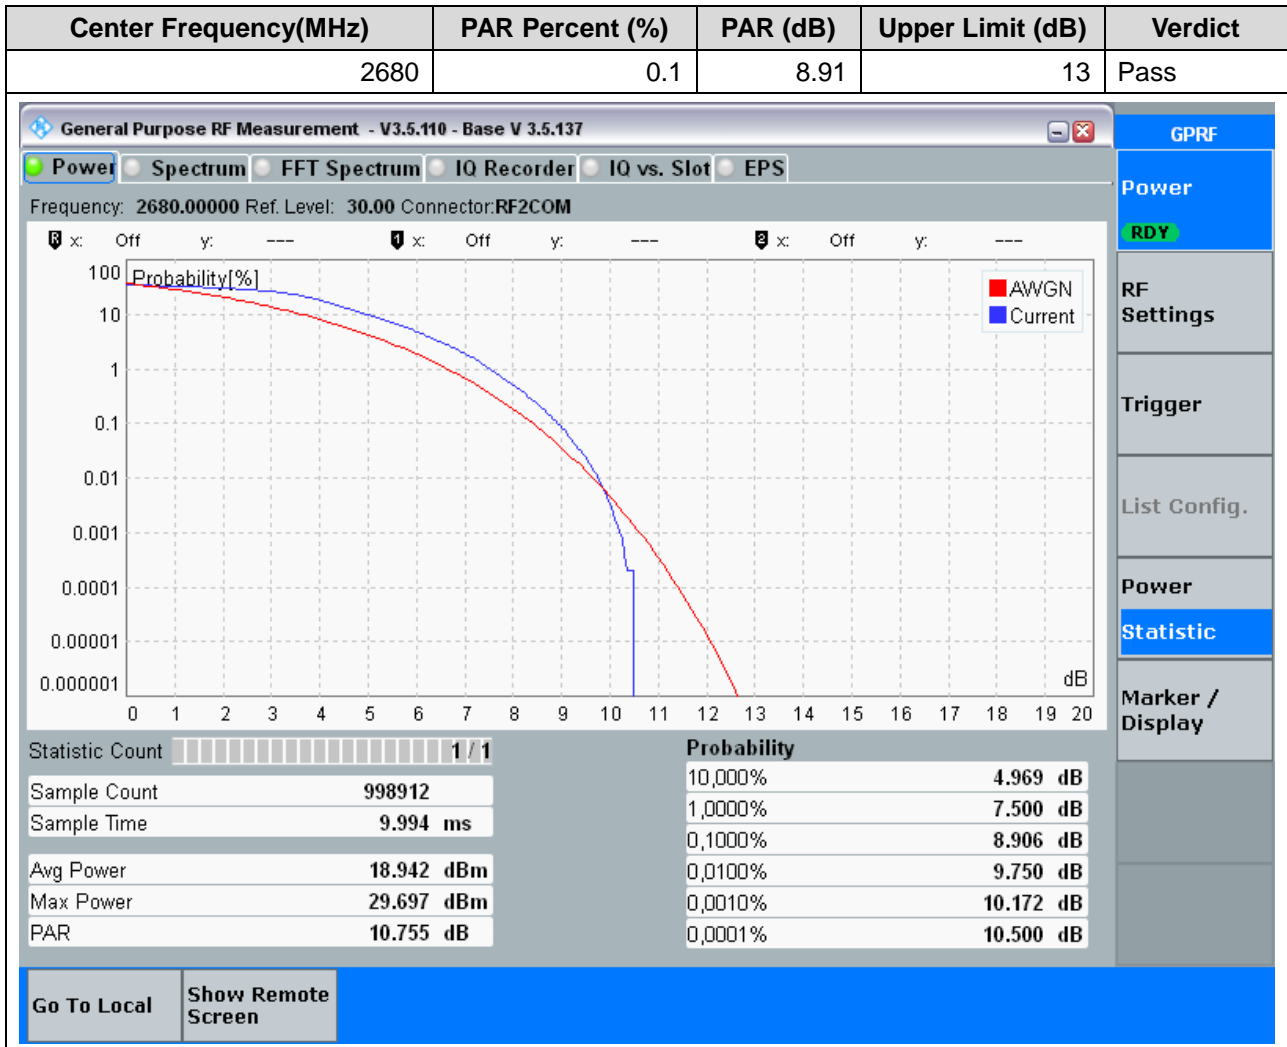 Center Frequency(MHz) PAR Percent (%) PAR (dB) Upper Limit (dB) Verdict
2680 0.1 8.91 13 Pass
General Purpose RF Measurement - V3.5.110 - Base V 3.5.137
GPRF
Power Spectrum FFT Spectrum IQ Recorder IQ vs. Slot EPS
Power
RDY
Frequency: 2680.00000 Ref. Level: 30.00 Connector:RF2COM
R x: Off y: --- 1 x: Off y: --- 2 x: Off y: ---
Probability[%]
AWGN
Current
100
10
1
0.1
0.01
0.001
0.0001
0.00001
0.000001
dB
0 1 2 3 4 5 6 7 8 9 10 11 12 13 14 15 16 17 18 19 20
RF
Settings
Trigger
List Config.
Power
Statistic
Marker /
Display
Statistic Count 1 / 1
Sample Count 998912
Sample Time 9.994 ms
Avg Power 18.942 dBm
Max Power 29.697 dBm
PAR 10.755 dB
Probability
10,000% 4.969 dB
1,0000% 7.500 dB
0,1000% 8.906 dB
0,0100% 9.750 dB
0,0010% 10.172 dB
0,0001% 10.500 dB
Go To Local
Show Remote
Screen